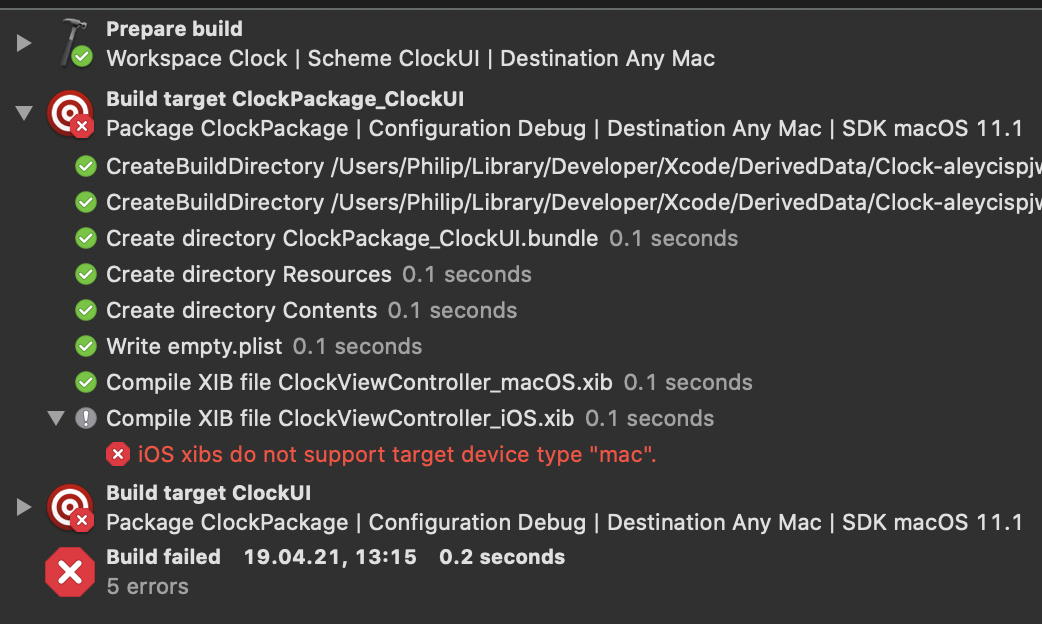 Prepare build
Workspace Clock | Scheme ClockUI | Destination Any Mac
Build target ClockPackage_ClockUI
Package ClockPackage | Configuration Debug | Destination Any Mac | SDK macOS 11.1
CreateBuildDirectory /Users/Philip/Library/Developer/Xcode/DerivedData/Clock-aleycispjw
CreateBuildDirectory /Users/Philip/Library/Developer/Xcode/DerivedData/Clock-aleycispjw
Create directory ClockPackage_ClockUI.bundle 0.1 seconds
Create directory Resources 0.1 seconds
Create directory Contents 0.1 seconds
Write empty.plist 0.1 seconds
Compile XIB file ClockViewController_macOS.xib 0.1 seconds
Compile XIB file ClockViewController_iOS.xib 0.1 seconds
iOS xibs do not support target device type "mac".
Build target ClockUI
Package ClockPackage | Configuration Debug | Destination Any Mac | SDK macOS 11.1
Build failed 19.04.21, 13:15 0.2 seconds
5 errors